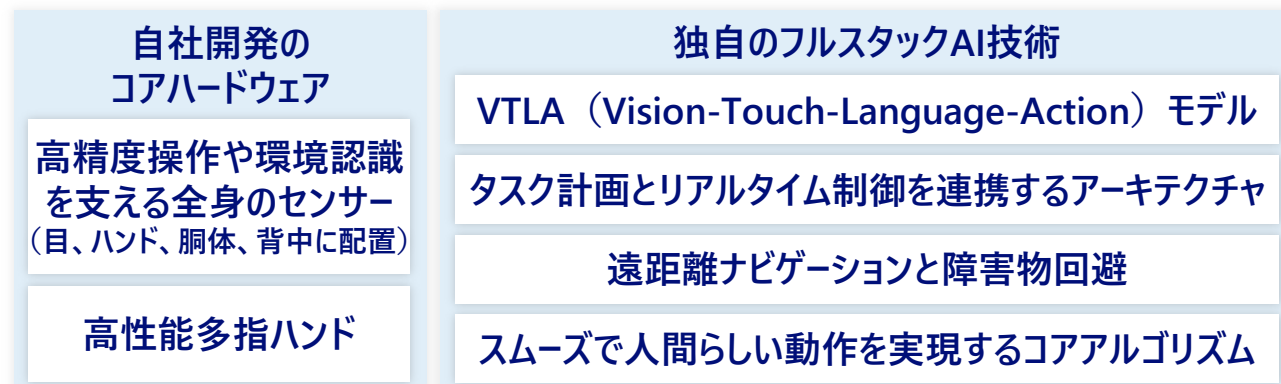 自社開発の
コアハードウェア
高精度操作や環境認識
を支える全身のセンサー
（目、ハンド、胴体、背中に配置）
高性能多指ハンド
独自のフルスタックAI技術
VTLA（Vision-Touch-Language-Action）モデル
タスク計画とリアルタイム制御を連携するアーキテクチャ
遠距離ナビゲーションと障害物回避
スムーズで人間らしい動作を実現するコアアルゴリズム